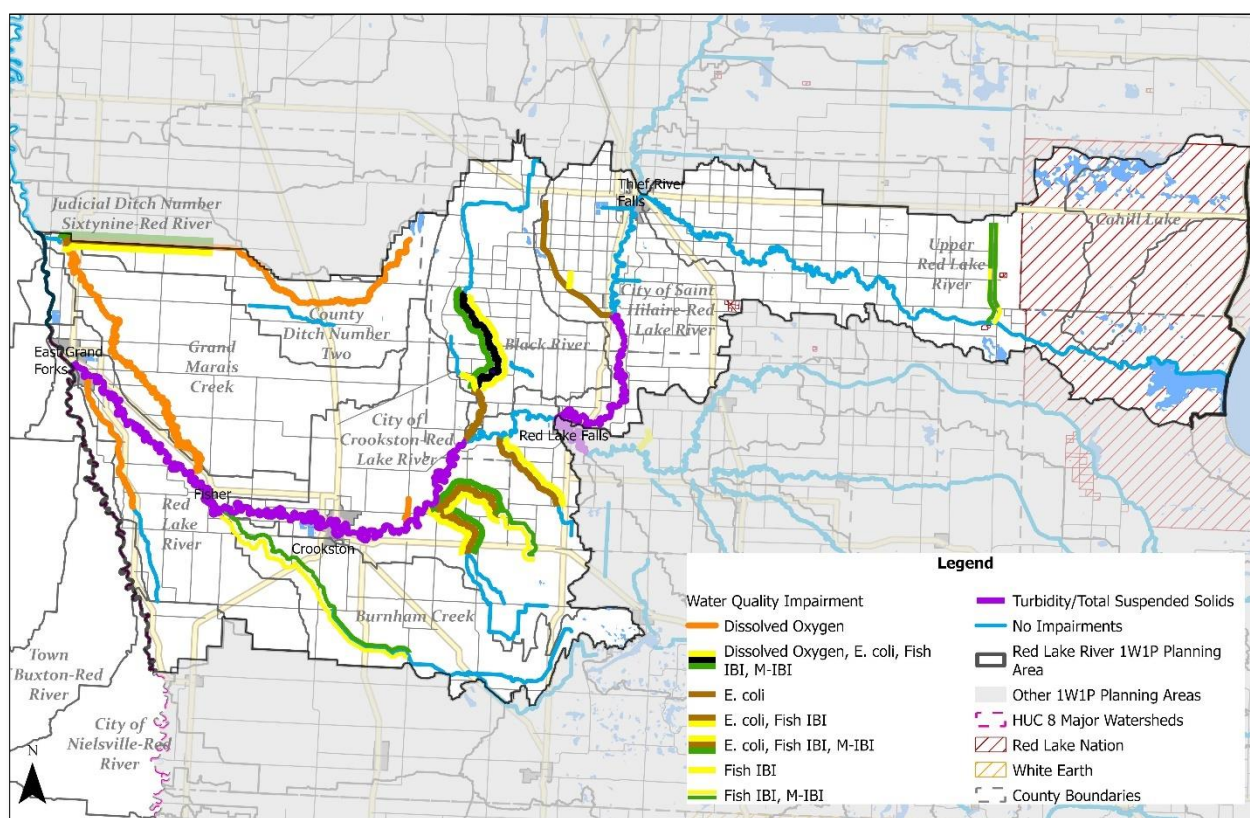 Judicial Ditch Number
Sixtynine-Red River
Thief River
Falls
Cahill Lake
Upper
Red Lake
River
City of Saint
Hilaire-Red
Lake River
County
Ditch Number
Two
Black River
East Grand
Forks
Grand
Marais
Creek
City of
Crookston-Red
Lake River
Red Lake Falls
Fisher
Red
Lake
River
Crookston
Burnham Creek
Town
Buxton-Red
River
City of
Nielsville-Red
River
N
Legend
Water Quality Impairment
Dissolved Oxygen
Dissolved Oxygen, E. coli, Fish
IBI, M-IBI
E. coli
E. coli, Fish IBI
E. coli, Fish IBI, M-IBI
Fish IBI
Fish IBI, M-IBI
Turbidity/Total Suspended Solids
No Impairments
Red Lake River 1W1P Planning
Area
Other 1W1P Planning Areas
HUC 8 Major Watersheds
Red Lake Nation
White Earth
County Boundaries